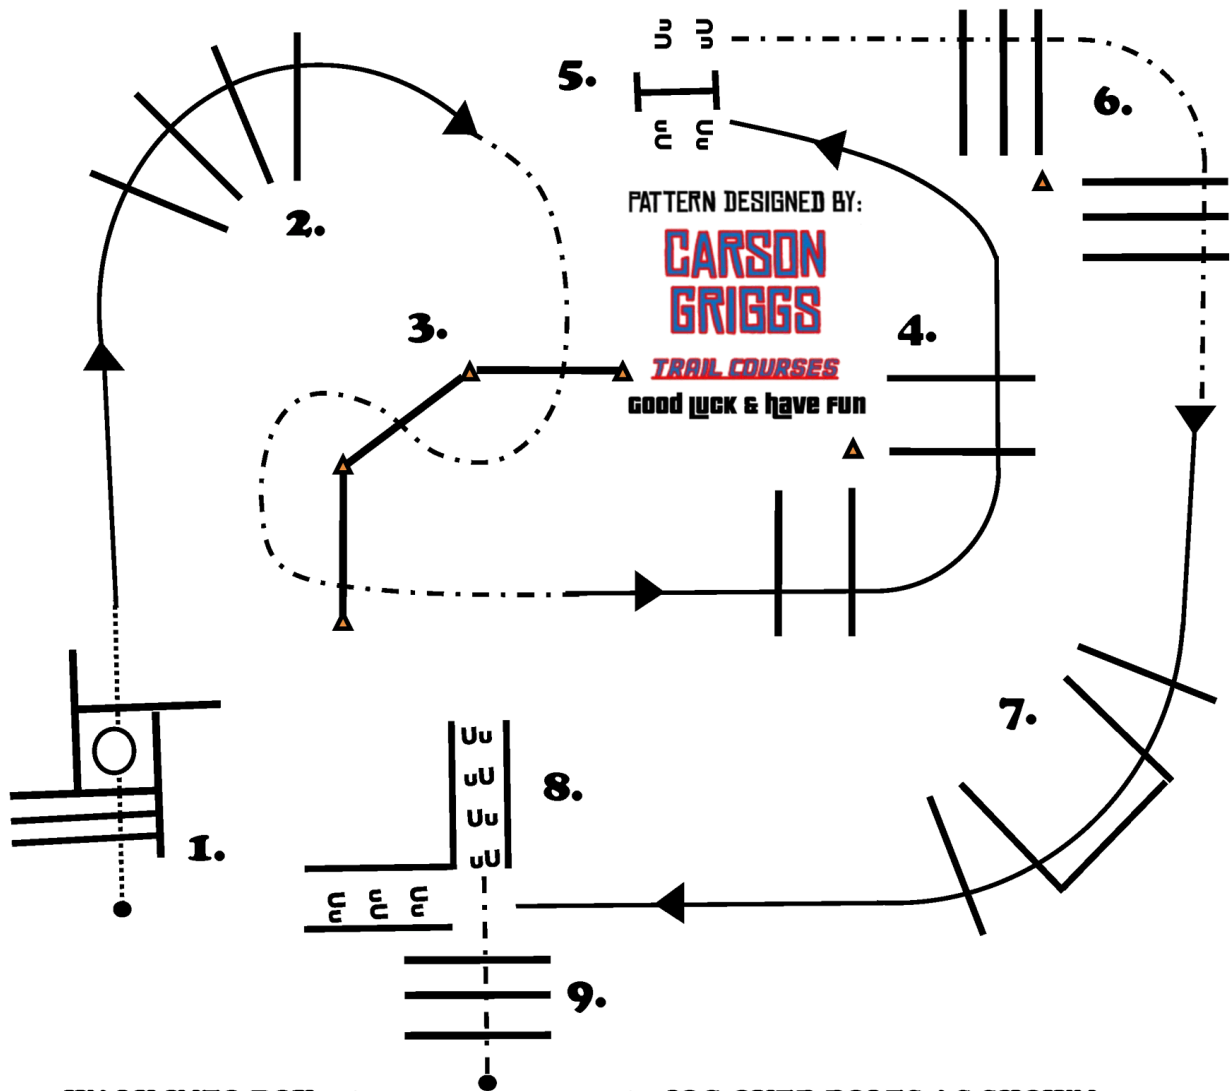 5.
6.
2.
PATTERN DESIGNED BY:
CARSON
GRIGGS
3.
4.
TRAIL COURSES
GOOD LUCK & HAVE FUN
7.
8.
1.
9.